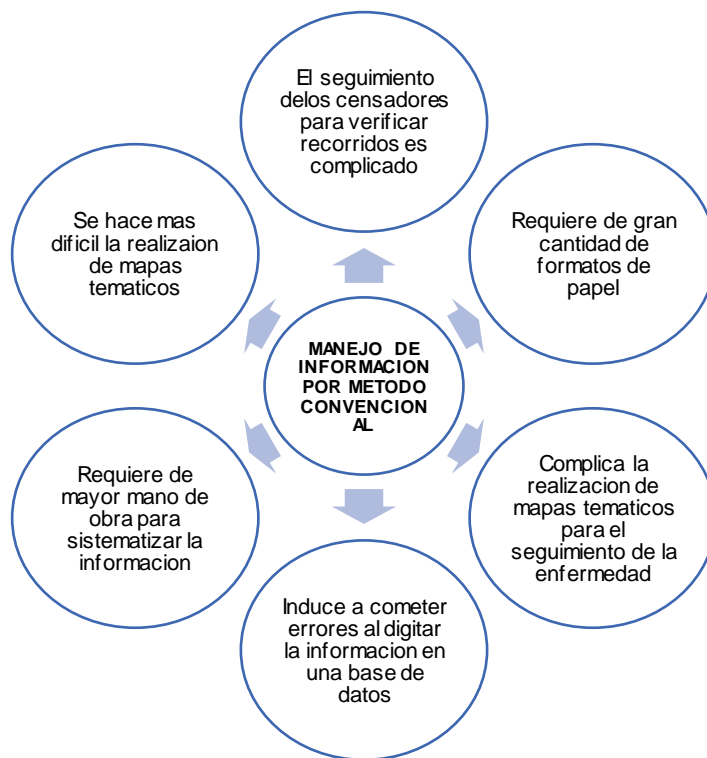 El seguimiento
delos censadores
para verificar
recorridos es
complicado
Requiere de gran
cantidad de
formatos de
papel
Complica la
realizacion de
mapas tematicos
para el
seguimiento de la
enfermedad
Induce a cometer
errores al digitar
la informacion en
una base de
datos
Requiere de
mayor mano de
obra para
sistematizar la
informacion
Se hace mas
dificil la realizaion
de mapas
tematicos
MANEJO DE
INFORMACION
POR METODO
CONVENCION
AL